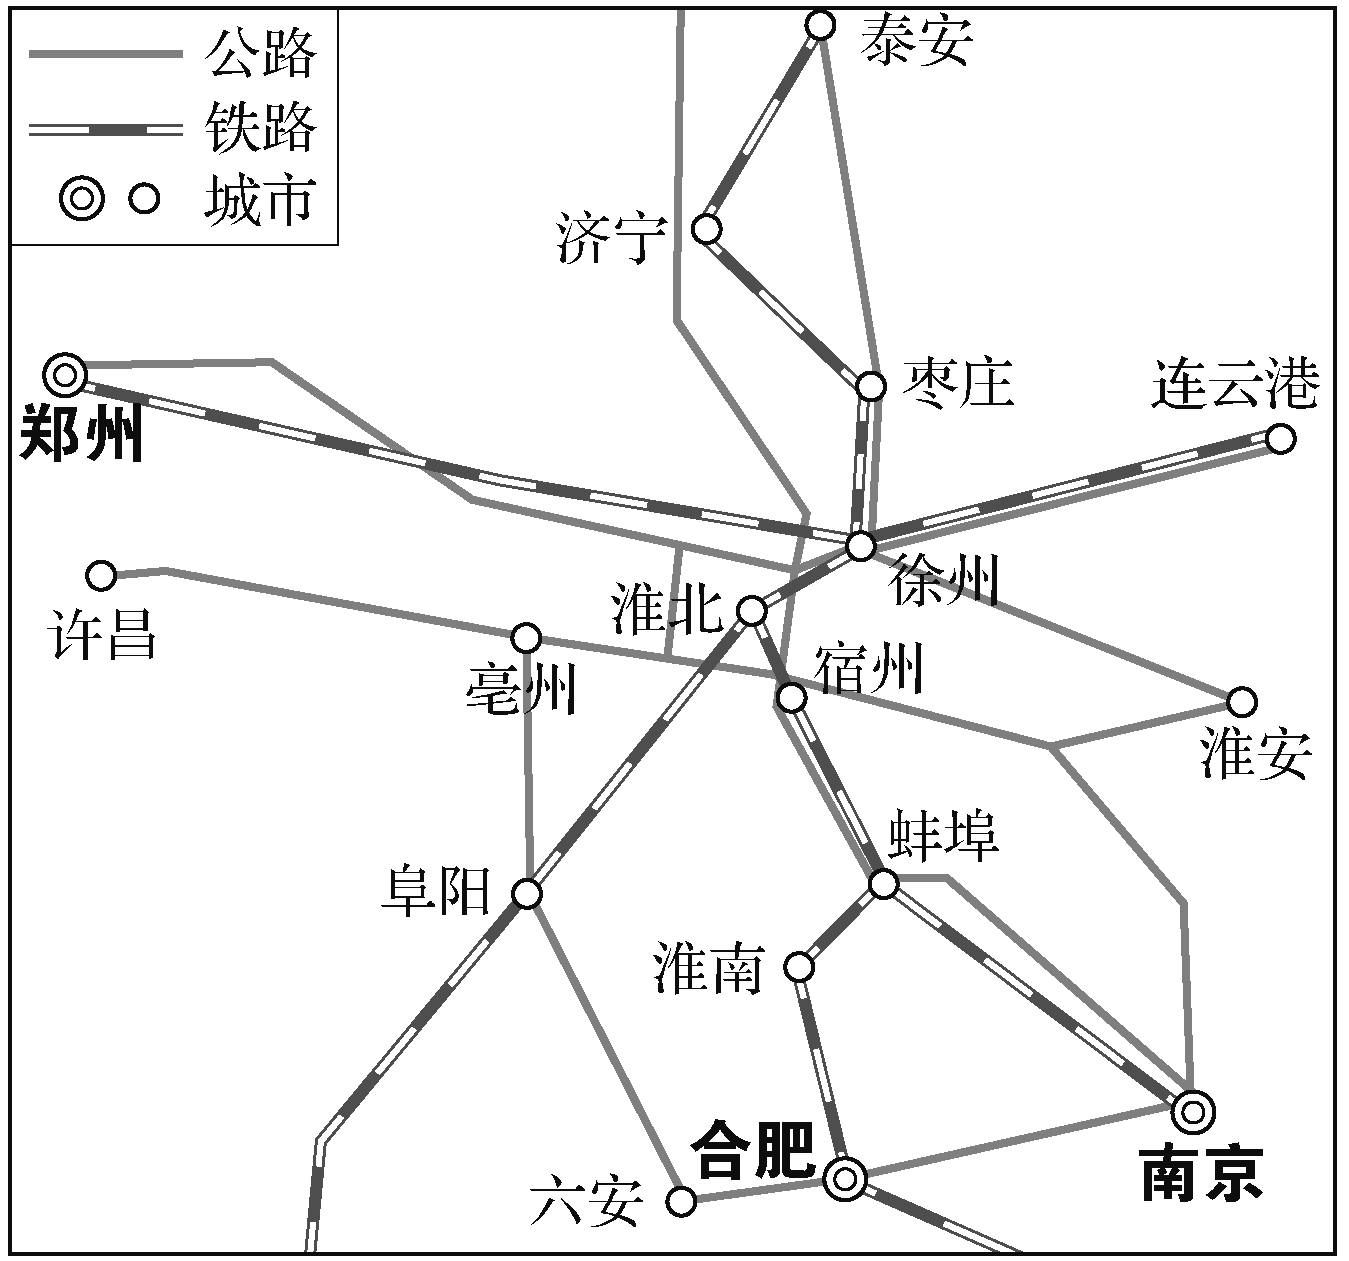 公路
铁路
城市
泰安
济宁
枣庄
连云港
郑州
徐州
许昌
淮北
亳州
宿州
淮安
蚌埠
阜阳
淮南
合肥
南京
六安